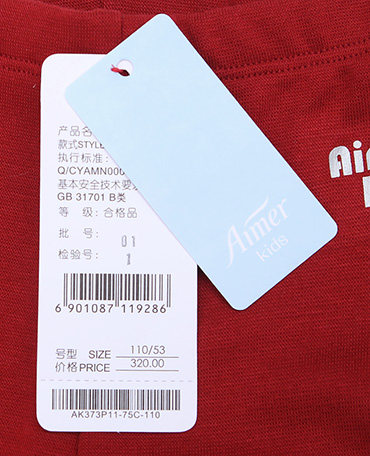 产品名
款式STYLE
执行标准:
Q/CYAMN000
基本安全技术要求
GB 31701 B类
等 级: 合格品
批 号: 01
检验号: 1
6 901087 119286
号型 SIZE 110/53
价格PRICE 320.00
AK373P11-75C-110
Aimer
kids
Aim